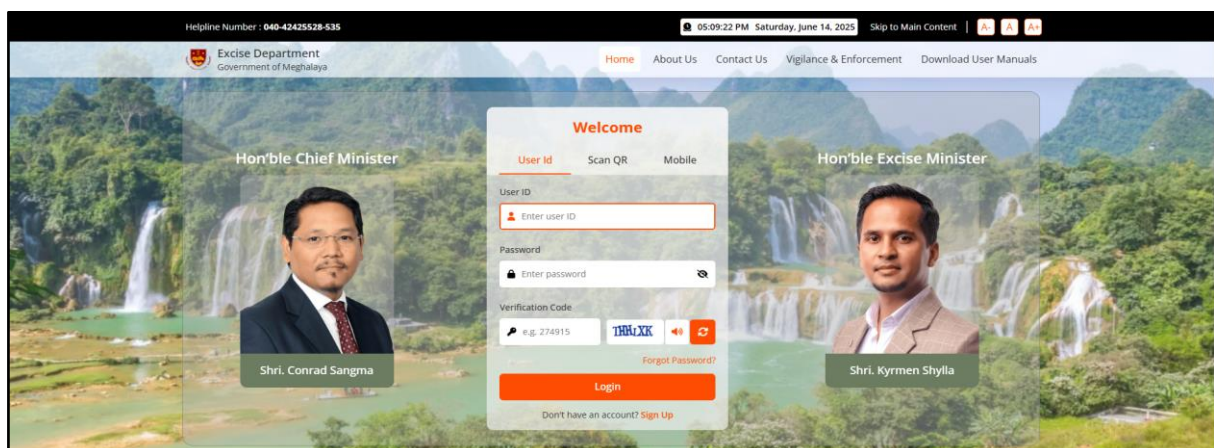 Helpline Number : 040-42425528-535
05:09:22 PM Saturday, June 14, 2025
Skip to Main Content
A-
A
A+
Excise Department
Government of Meghalaya
Home
About Us
Contact Us
Vigilance & Enforcement
Download User Manuals
Hon'ble Chief Minister
Shri. Conrad Sangma
Welcome
User Id
Scan QR
Mobile
User ID
Enter user ID
Password
Enter password
Verification Code
e.g. 274915
Forgot Password?
Login
Don't have an account? Sign Up
Hon'ble Excise Minister
Shri. Kyrmen Shylla